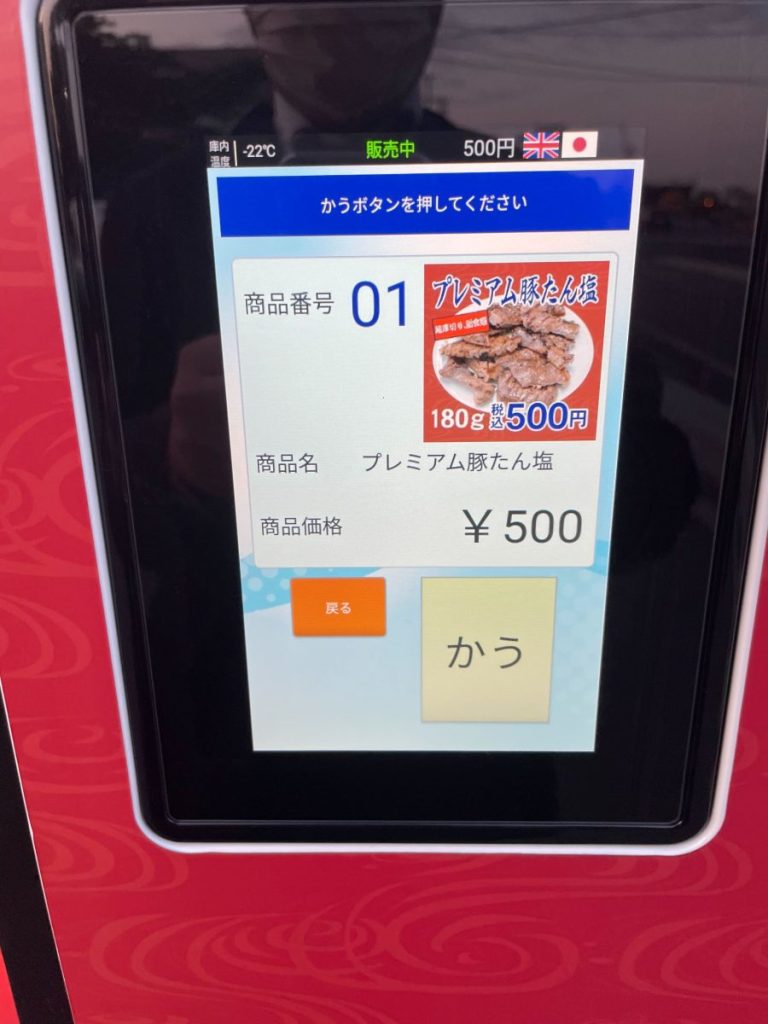 庫内
温度
-22℃
販売中
500円
かうボタンを押してください
商品番号
01
プレミアム豚たん塩
180g
税込
500円
商品名
プレミアム豚たん塩
商品価格
￥500
戻る
かう